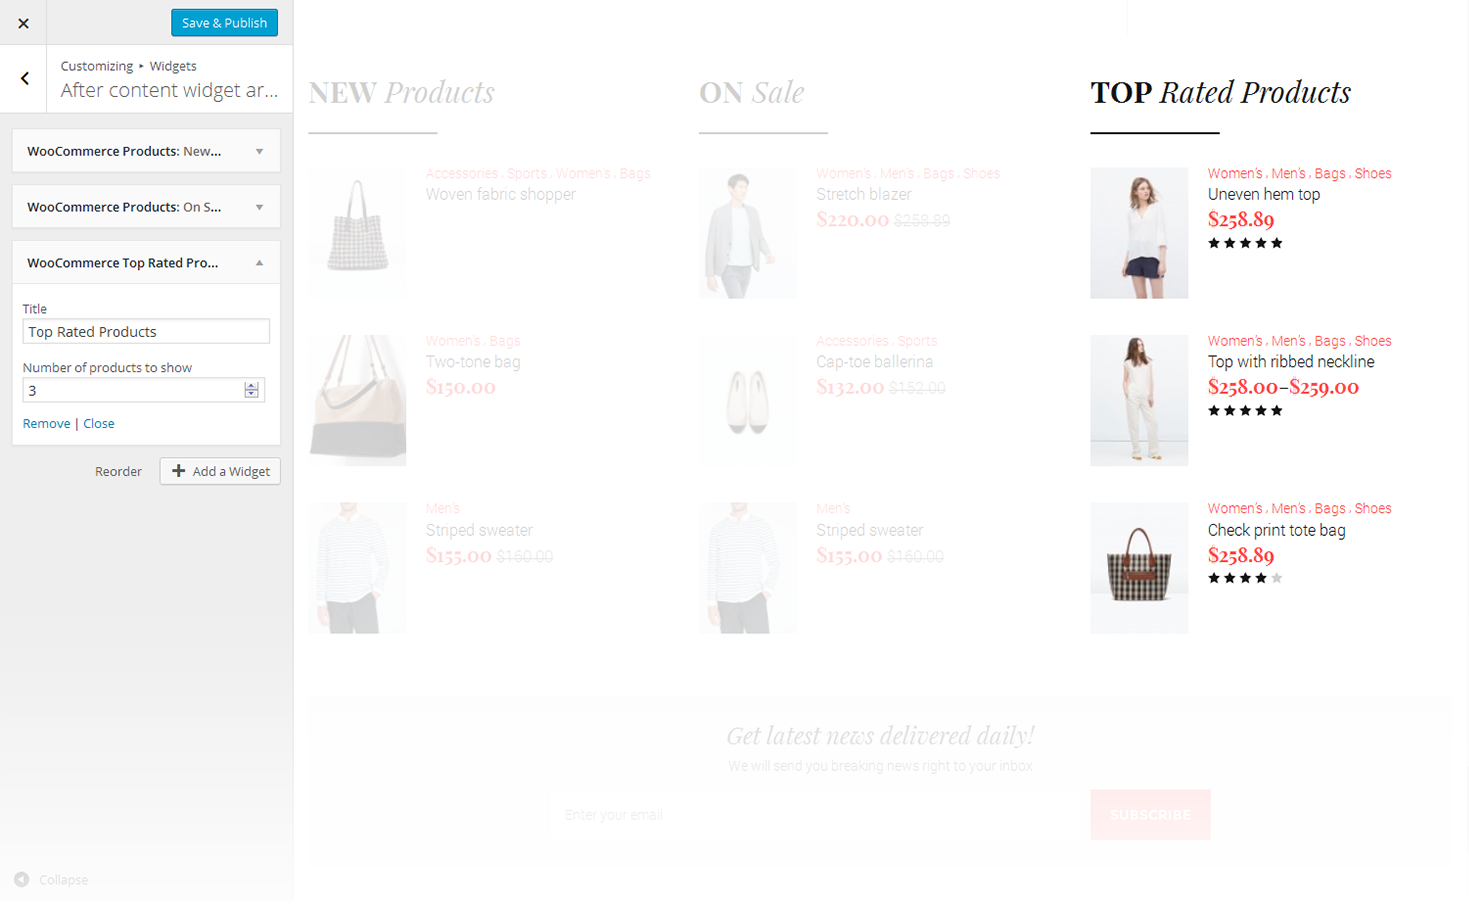 Save & Publish
Customizing ▸ Widgets
After content widget ar...
WooCommerce Products: New...
WooCommerce Products: On S...
WooCommerce Top Rated Pro...
Title
Top Rated Products
Number of products to show
3
Remove | Close
Reorder
Add a Widget
Collapse
NEW Products
Accessories , Sports , Women's , Bags
Woven fabric shopper
Women's , Bags
Two-tone bag
$150.00
Men's
Striped sweater
$155.00 $160.00
ON Sale
Women's , Men's , Bags , Shoes
Stretch blazer
$220.00 $258.89
Accessories , Sports
Cap-toe ballerina
$132.00 $152.00
Men's
Striped sweater
$155.00 $160.00
TOP Rated Products
Women's , Men's , Bags , Shoes
Uneven hem top
$258.89
Women's , Men's , Bags , Shoes
Top with ribbed neckline
$258.00–$259.00
Women's , Men's , Bags , Shoes
Check print tote bag
$258.89
Get latest news delivered daily!
We will send you breaking news right to your inbox
Enter your email
SUBSCRIBE